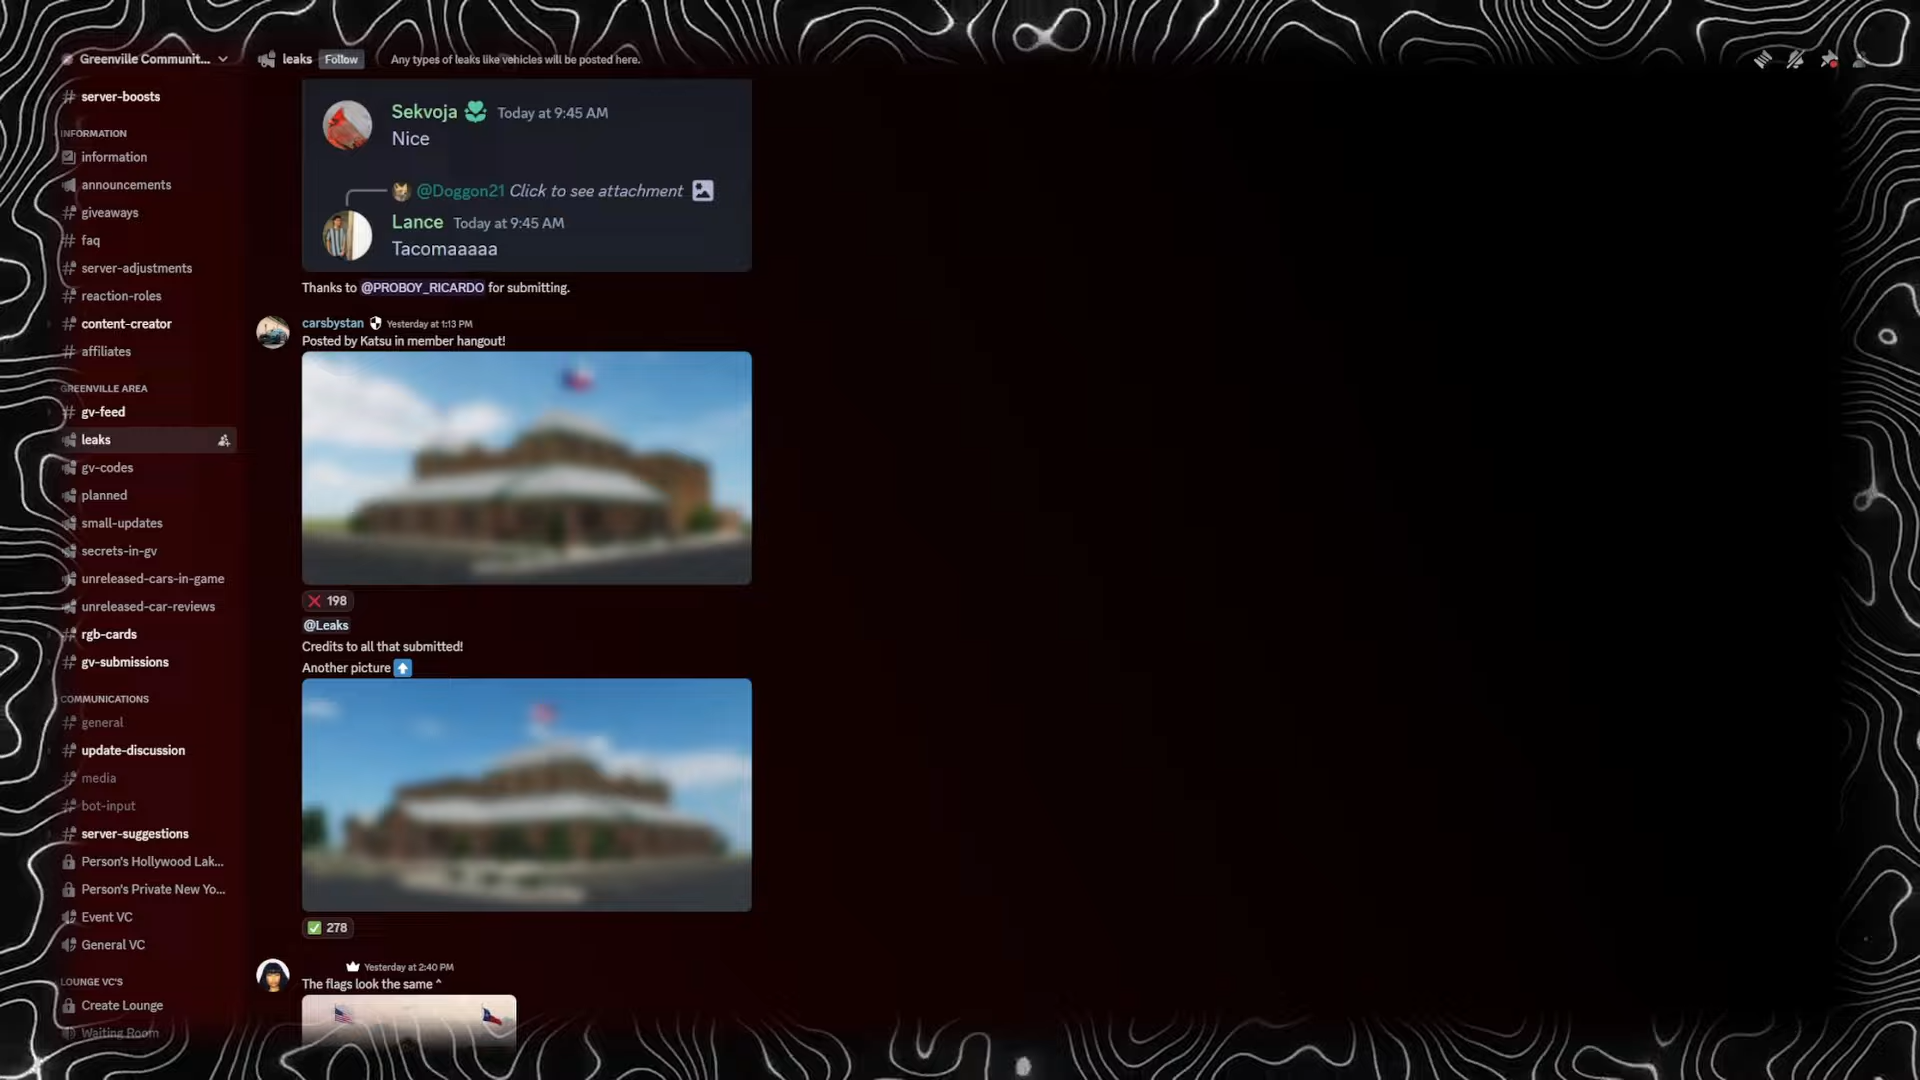 Greenville Communit...
server-boosts
INFORMATION
information
announcements
giveaways
faq
server-adjustments
reaction-roles
content-creator
affiliates
GREENVILLE AREA
gv-feed
leaks
gv-codes
planned
small-updates
secrets-in-gv
unreleased-cars-in-game
unreleased-car-reviews
rgb-cards
gv-submissions
COMMUNICATIONS
general
update-discussion
media
bot-input
server-suggestions
Person's Hollywood Lak...
Person's Private New Yo...
Event VC
General VC
LOUNGE VC'S
Create Lounge
Waiting Room
leaks Follow Any types of leaks like vehicles will be posted here.
Sekvoja Today at 9:45 AM
Nice
@Doggon21 Click to see attachment
Lance Today at 9:45 AM
Tacomaaaaa
Thanks to @PROBOY_RICARDO for submitting.
carsbystan Yesterday at 1:13 PM
Posted by Katsu in member hangout!
198
@Leaks
Credits to all that submitted!
Another picture
278
Yesterday at 2:40 PM
The flags look the same ^